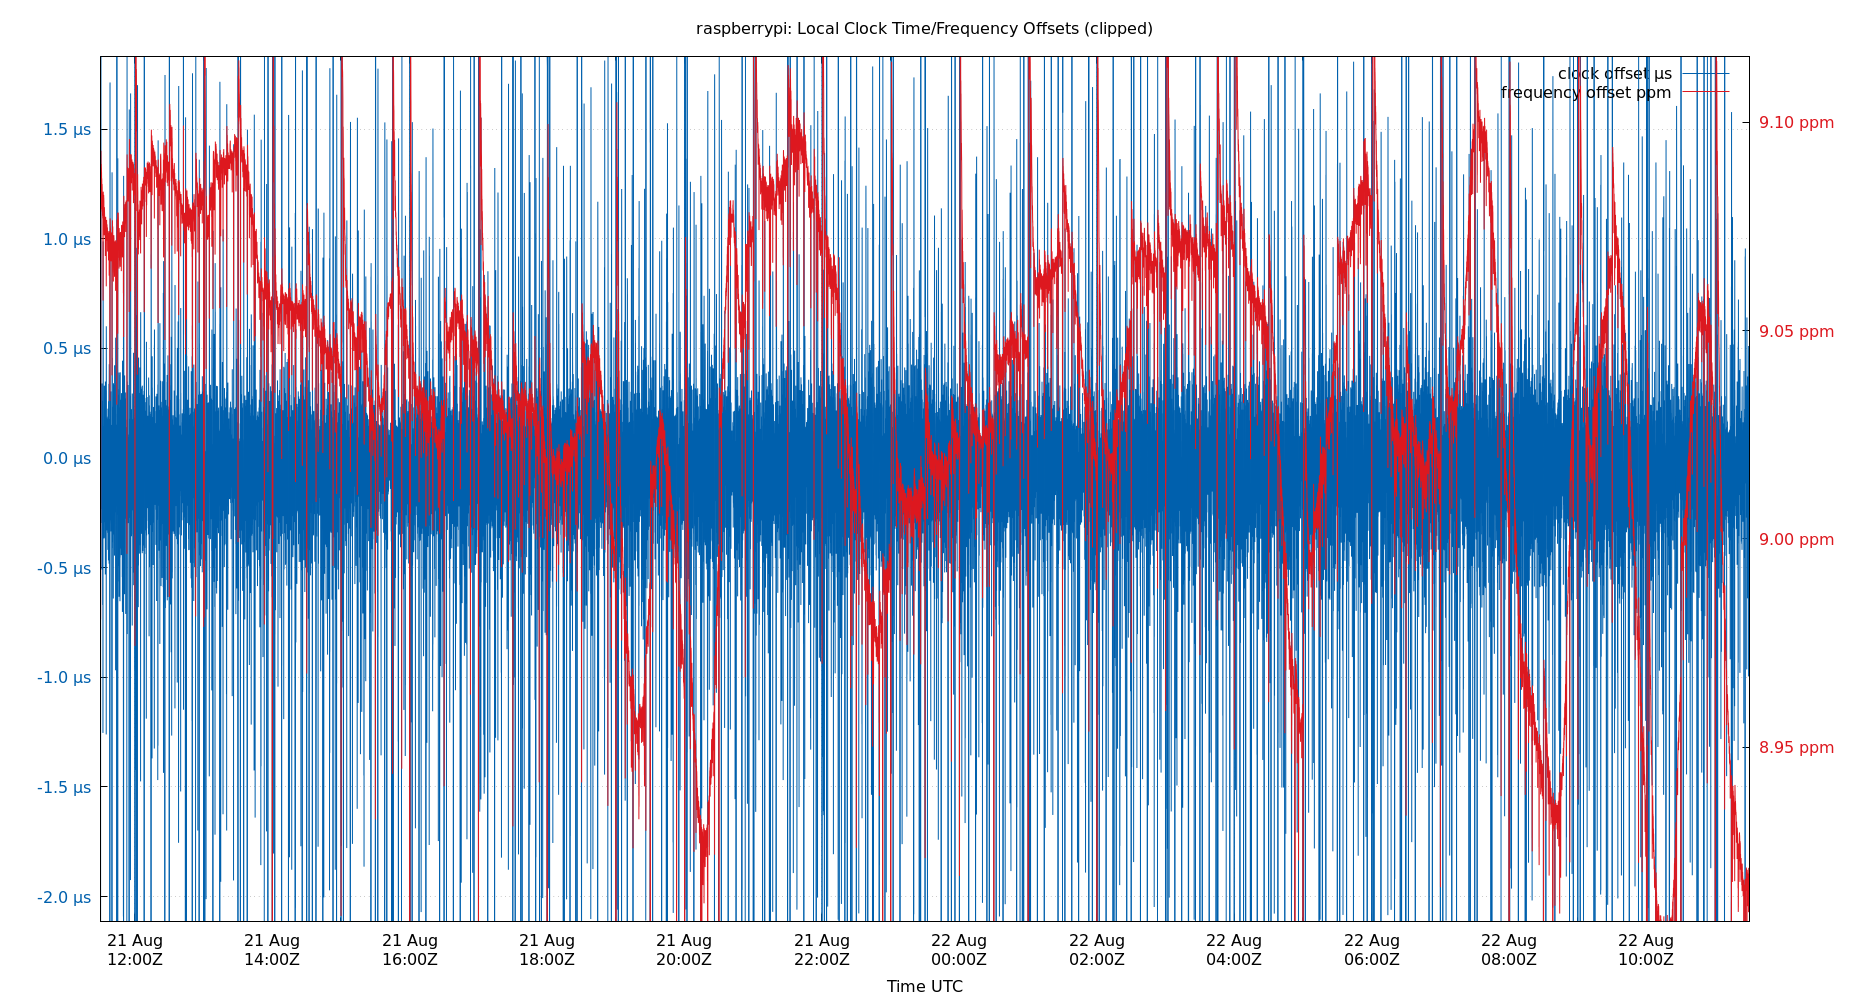 raspberrypi: Local Clock Time/Frequency Offsets (clipped)
clock offset µs
frequency offset ppm
1.5 µs
1.0 µs
0.5 µs
0.0 µs
-0.5 µs
-1.0 µs
-1.5 µs
-2.0 µs
9.10 ppm
9.05 ppm
9.00 ppm
8.95 ppm
21 Aug 21 Aug 21 Aug 21 Aug 21 Aug 21 Aug 22 Aug 22 Aug 22 Aug 22 Aug 22 Aug 22 Aug
12:00Z 14:00Z 16:00Z 18:00Z 20:00Z 22:00Z 00:00Z 02:00Z 04:00Z 06:00Z 08:00Z 10:00Z
Time UTC